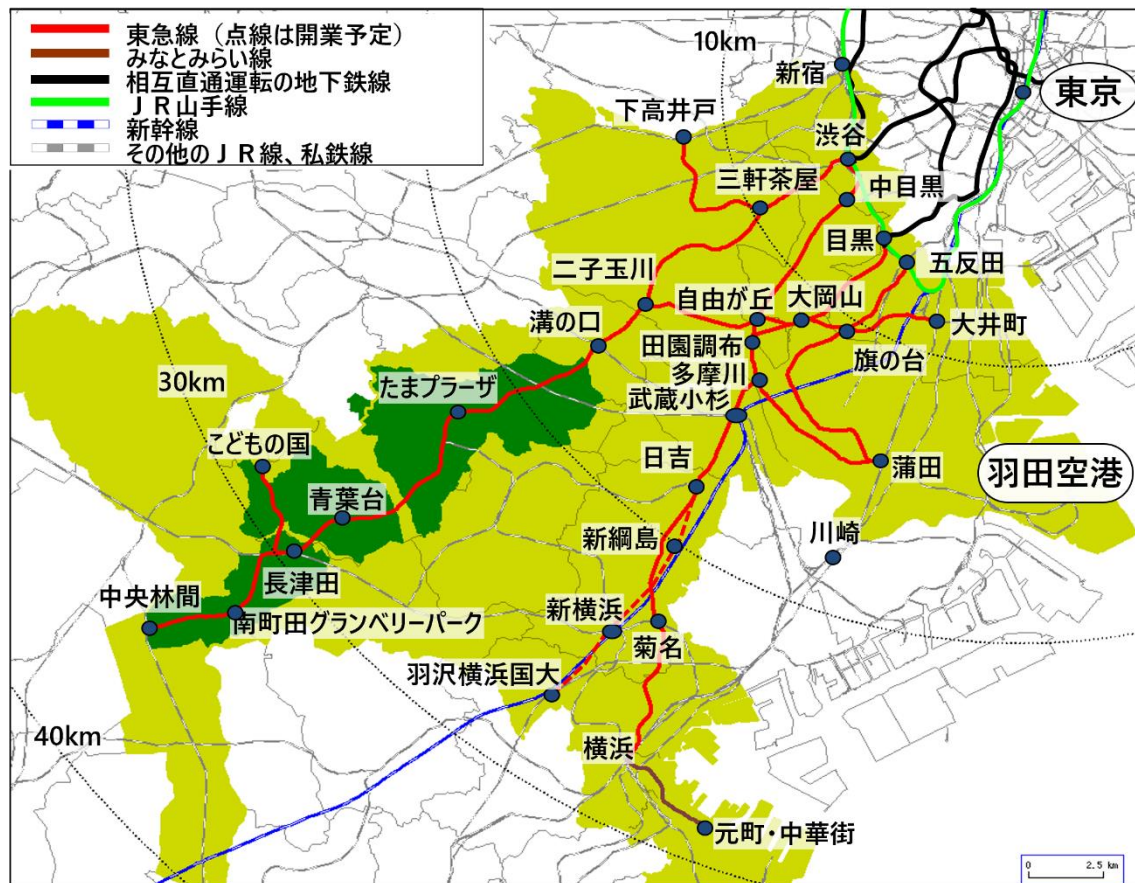 東急線（点線は開業予定）
みなとみらい線
相互直通運転の地下鉄線
ＪＲ山手線
新幹線
その他のＪＲ線、私鉄線
10km
新宿
東京
下高井戸
渋谷
三軒茶屋
中目黒
目黒
二子玉川
五反田
自由が丘
大岡山
溝の口
大井町
田園調布
旗の台
30km
たまプラーザ
多摩川
武蔵小杉
こどもの国
日吉
蒲田
羽田空港
青葉台
新綱島
川崎
長津田
中央林間
南町田グランベリーパーク
新横浜
菊名
羽沢横浜国大
40km
横浜
元町・中華街
0 2.5 km